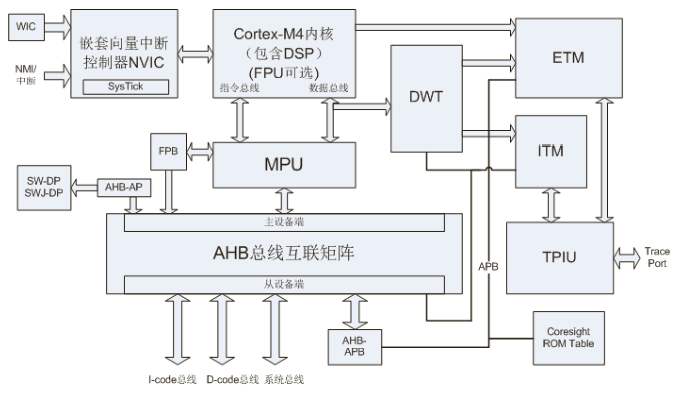 WIC
NMI/
中断
嵌套向量中断
控制器NVIC
SysTick
Cortex-M4内核
（包含DSP）
(FPU可选)
指令总线
数据总线
DWT
ETM
ITM
FPB
MPU
SW-DP
SWJ-DP
AHB-AP
主设备端
AHB总线互联矩阵
从设备端
APB
TPIU
Trace
Port
AHB-
APB
Coresight
ROM Table
I-code总线
D-code总线
系统总线